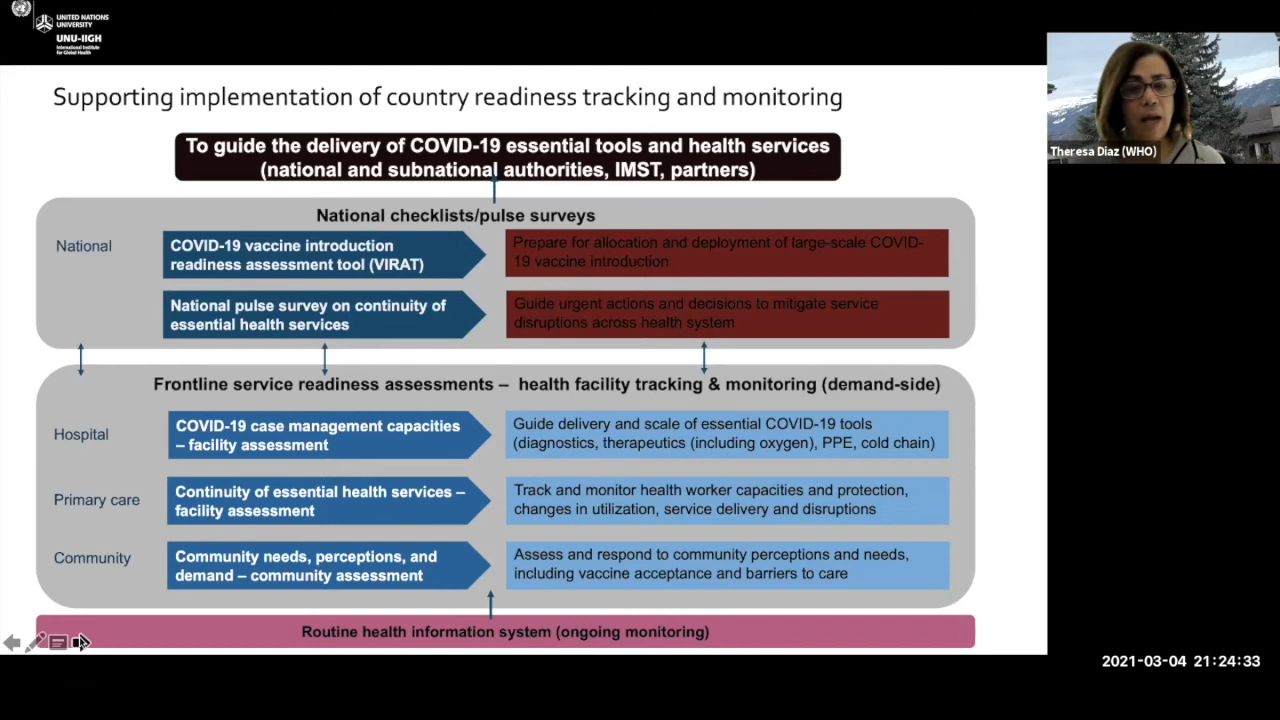 UNITED NATIONS
UNIVERSITY
UNU-IIGH
International Institute
for Global Health
Supporting implementation of country readiness tracking and monitoring
To guide the delivery of COVID-19 essential tools and health services
(national and subnational authorities, IMST, partners)
Theresa Diaz (WHO)
National checklists/pulse surveys
National
COVID-19 vaccine introduction
readiness assessment tool (VIRAT)
Prepare for allocation and deployment of large-scale COVID-
19 vaccine introduction
National pulse survey on continuity of
essential health services
Guide urgent actions and decisions to mitigate service
disruptions across health system
Frontline service readiness assessments – health facility tracking & monitoring (demand-side)
Hospital
COVID-19 case management capacities
– facility assessment
Guide delivery and scale of essential COVID-19 tools
(diagnostics, therapeutics (including oxygen), PPE, cold chain)
Primary care
Continuity of essential health services –
facility assessment
Track and monitor health worker capacities and protection,
changes in utilization, service delivery and disruptions
Community
Community needs, perceptions, and
demand – community assessment
Assess and respond to community perceptions and needs,
including vaccine acceptance and barriers to care
Routine health information system (ongoing monitoring)
2021-03-04 21:24:33